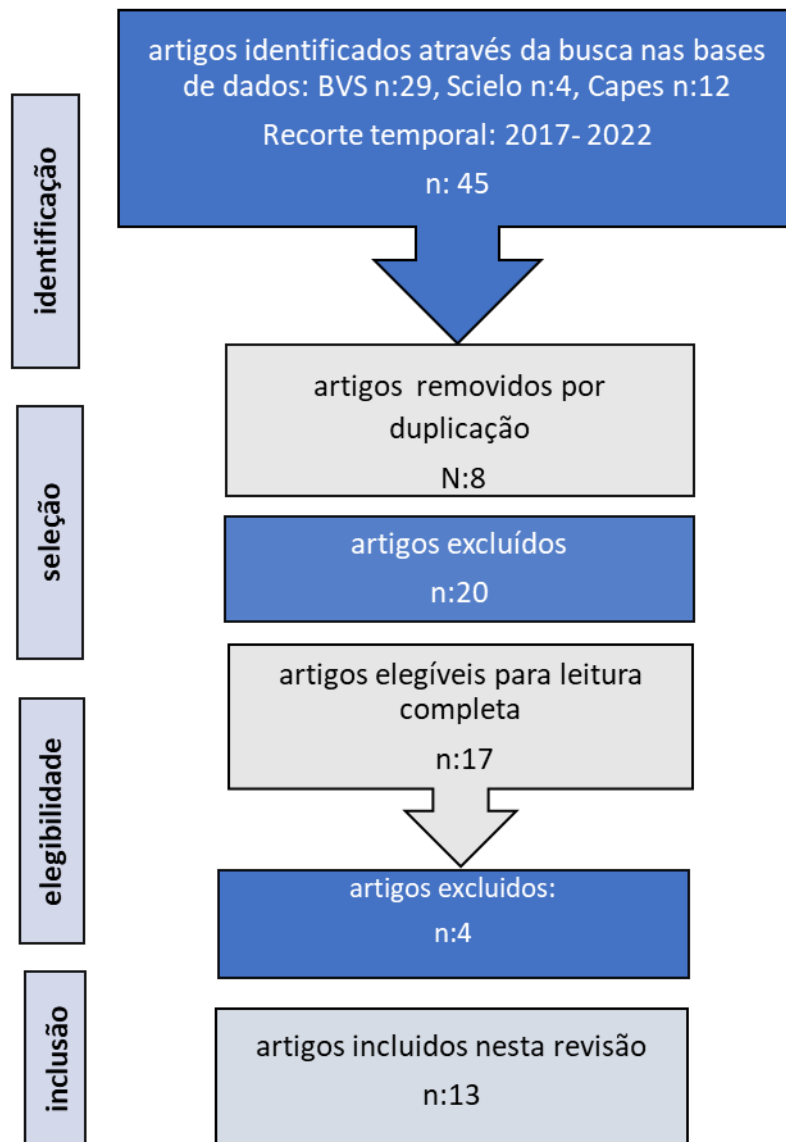 artigos identificados através da busca nas bases
de dados: BVS n:29, Scielo n:4, Capes n:12
Recorte temporal: 2017- 2022
n: 45
identificação
artigos removidos por
duplicação
N:8
seleção
artigos excluídos
n:20
artigos elegíveis para leitura
completa
n:17
elegibilidade
artigos excluidos:
n:4
inclusão
artigos incluidos nesta revisão
n:13